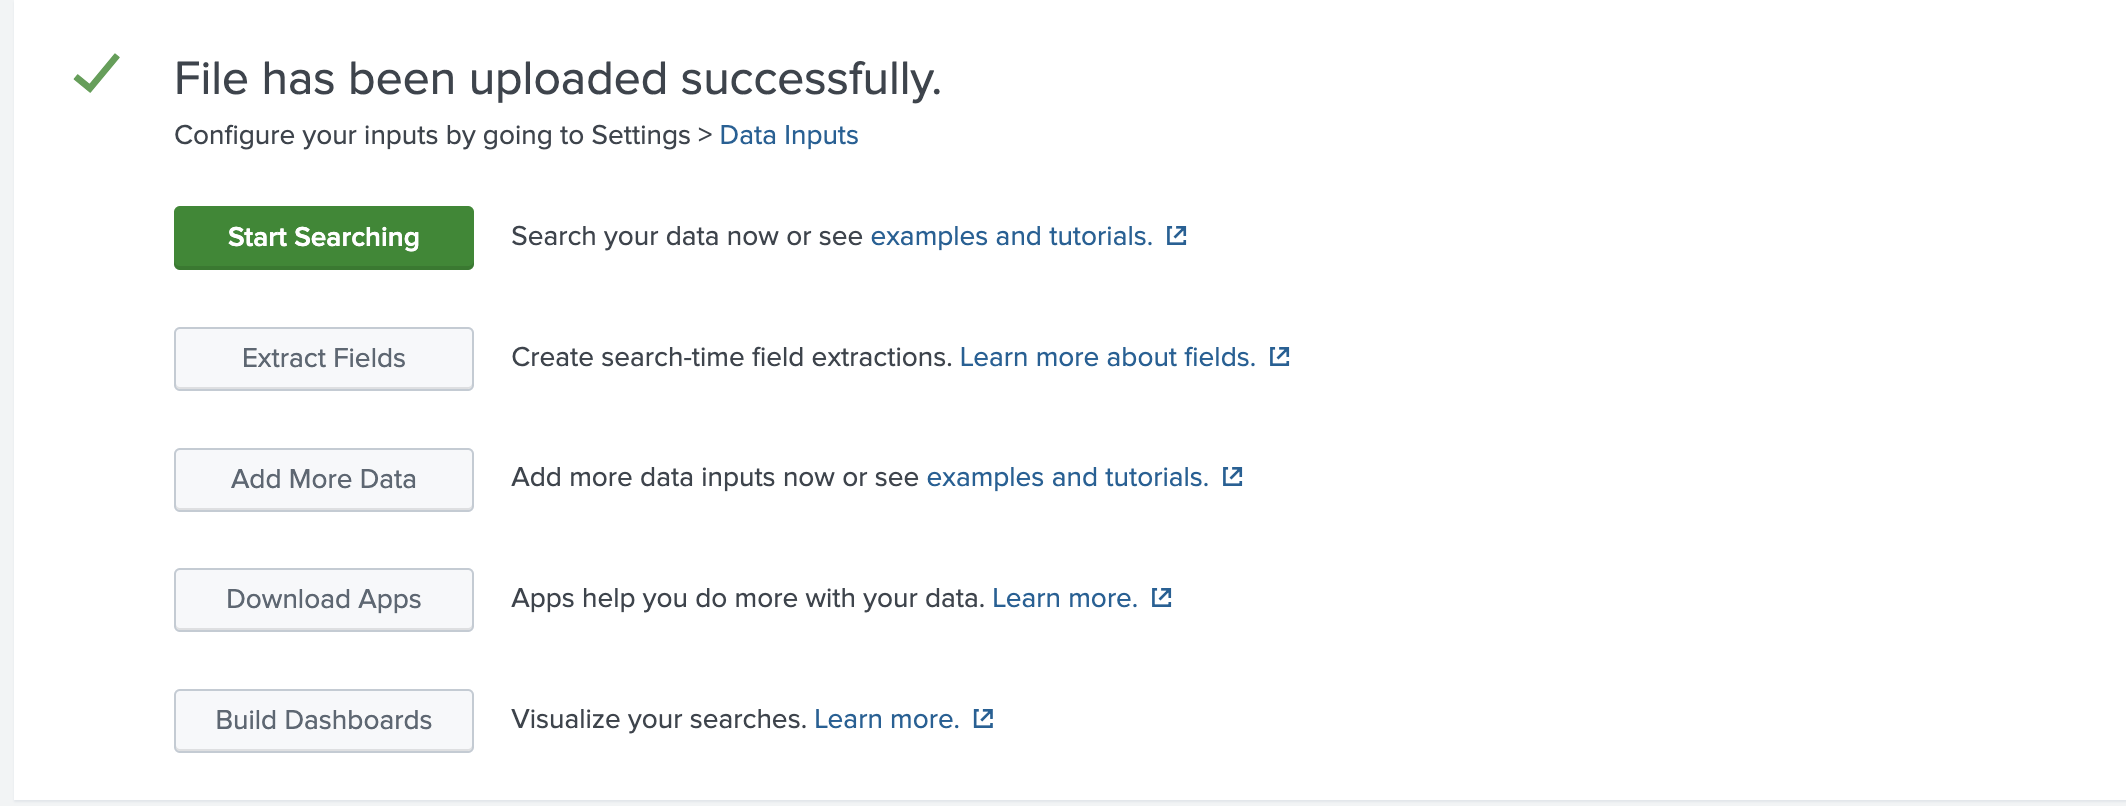 File has been uploaded successfully.
Configure your inputs by going to Settings > Data Inputs
Start Searching
Search your data now or see examples and tutorials.
Extract Fields
Create search-time field extractions. Learn more about fields.
Add More Data
Add more data inputs now or see examples and tutorials.
Download Apps
Apps help you do more with your data. Learn more.
Build Dashboards
Visualize your searches. Learn more.